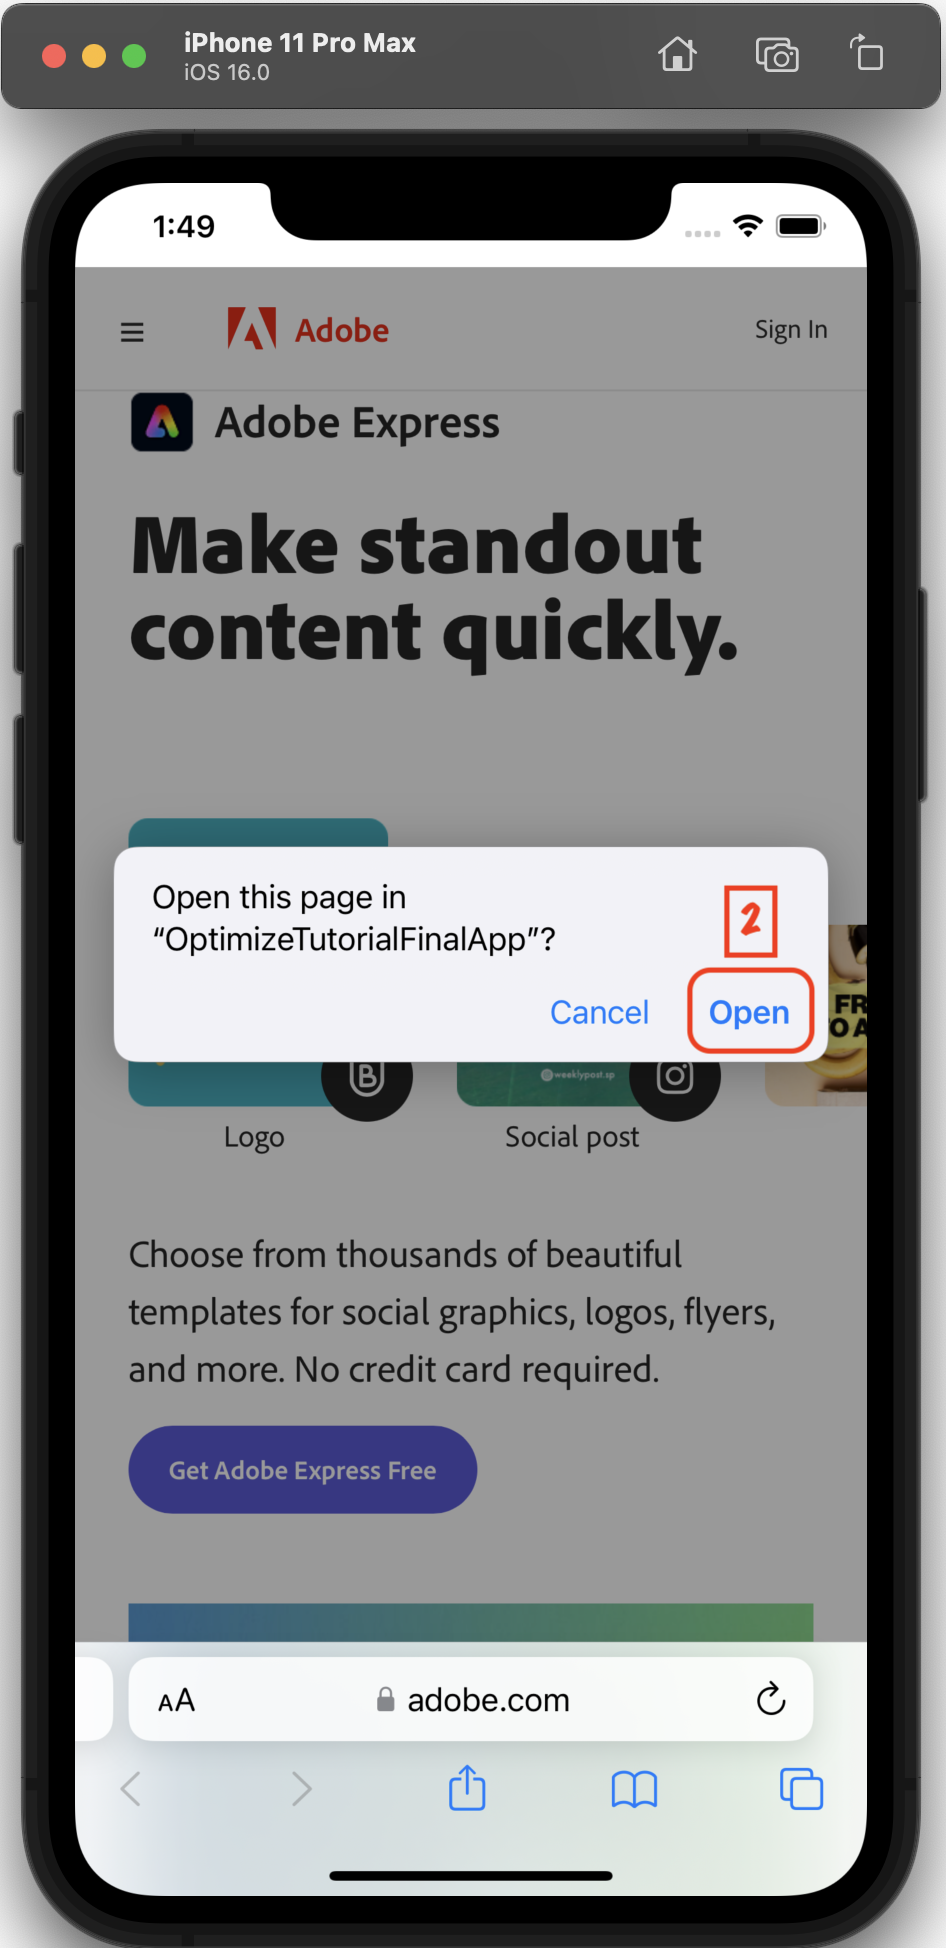 iPhone 11 Pro Max
iOS 16.0
1:49
Adobe
Sign In
Adobe Express
Make standout
content quickly.
Open this page in
“OptimizeTutorialFinalApp”?
2
Cancel
Open
FR
TO A
B
@weeklypost.sp
Logo
Social post
Choose from thousands of beautiful
templates for social graphics, logos, flyers,
and more. No credit card required.
Get Adobe Express Free
AA
adobe.com